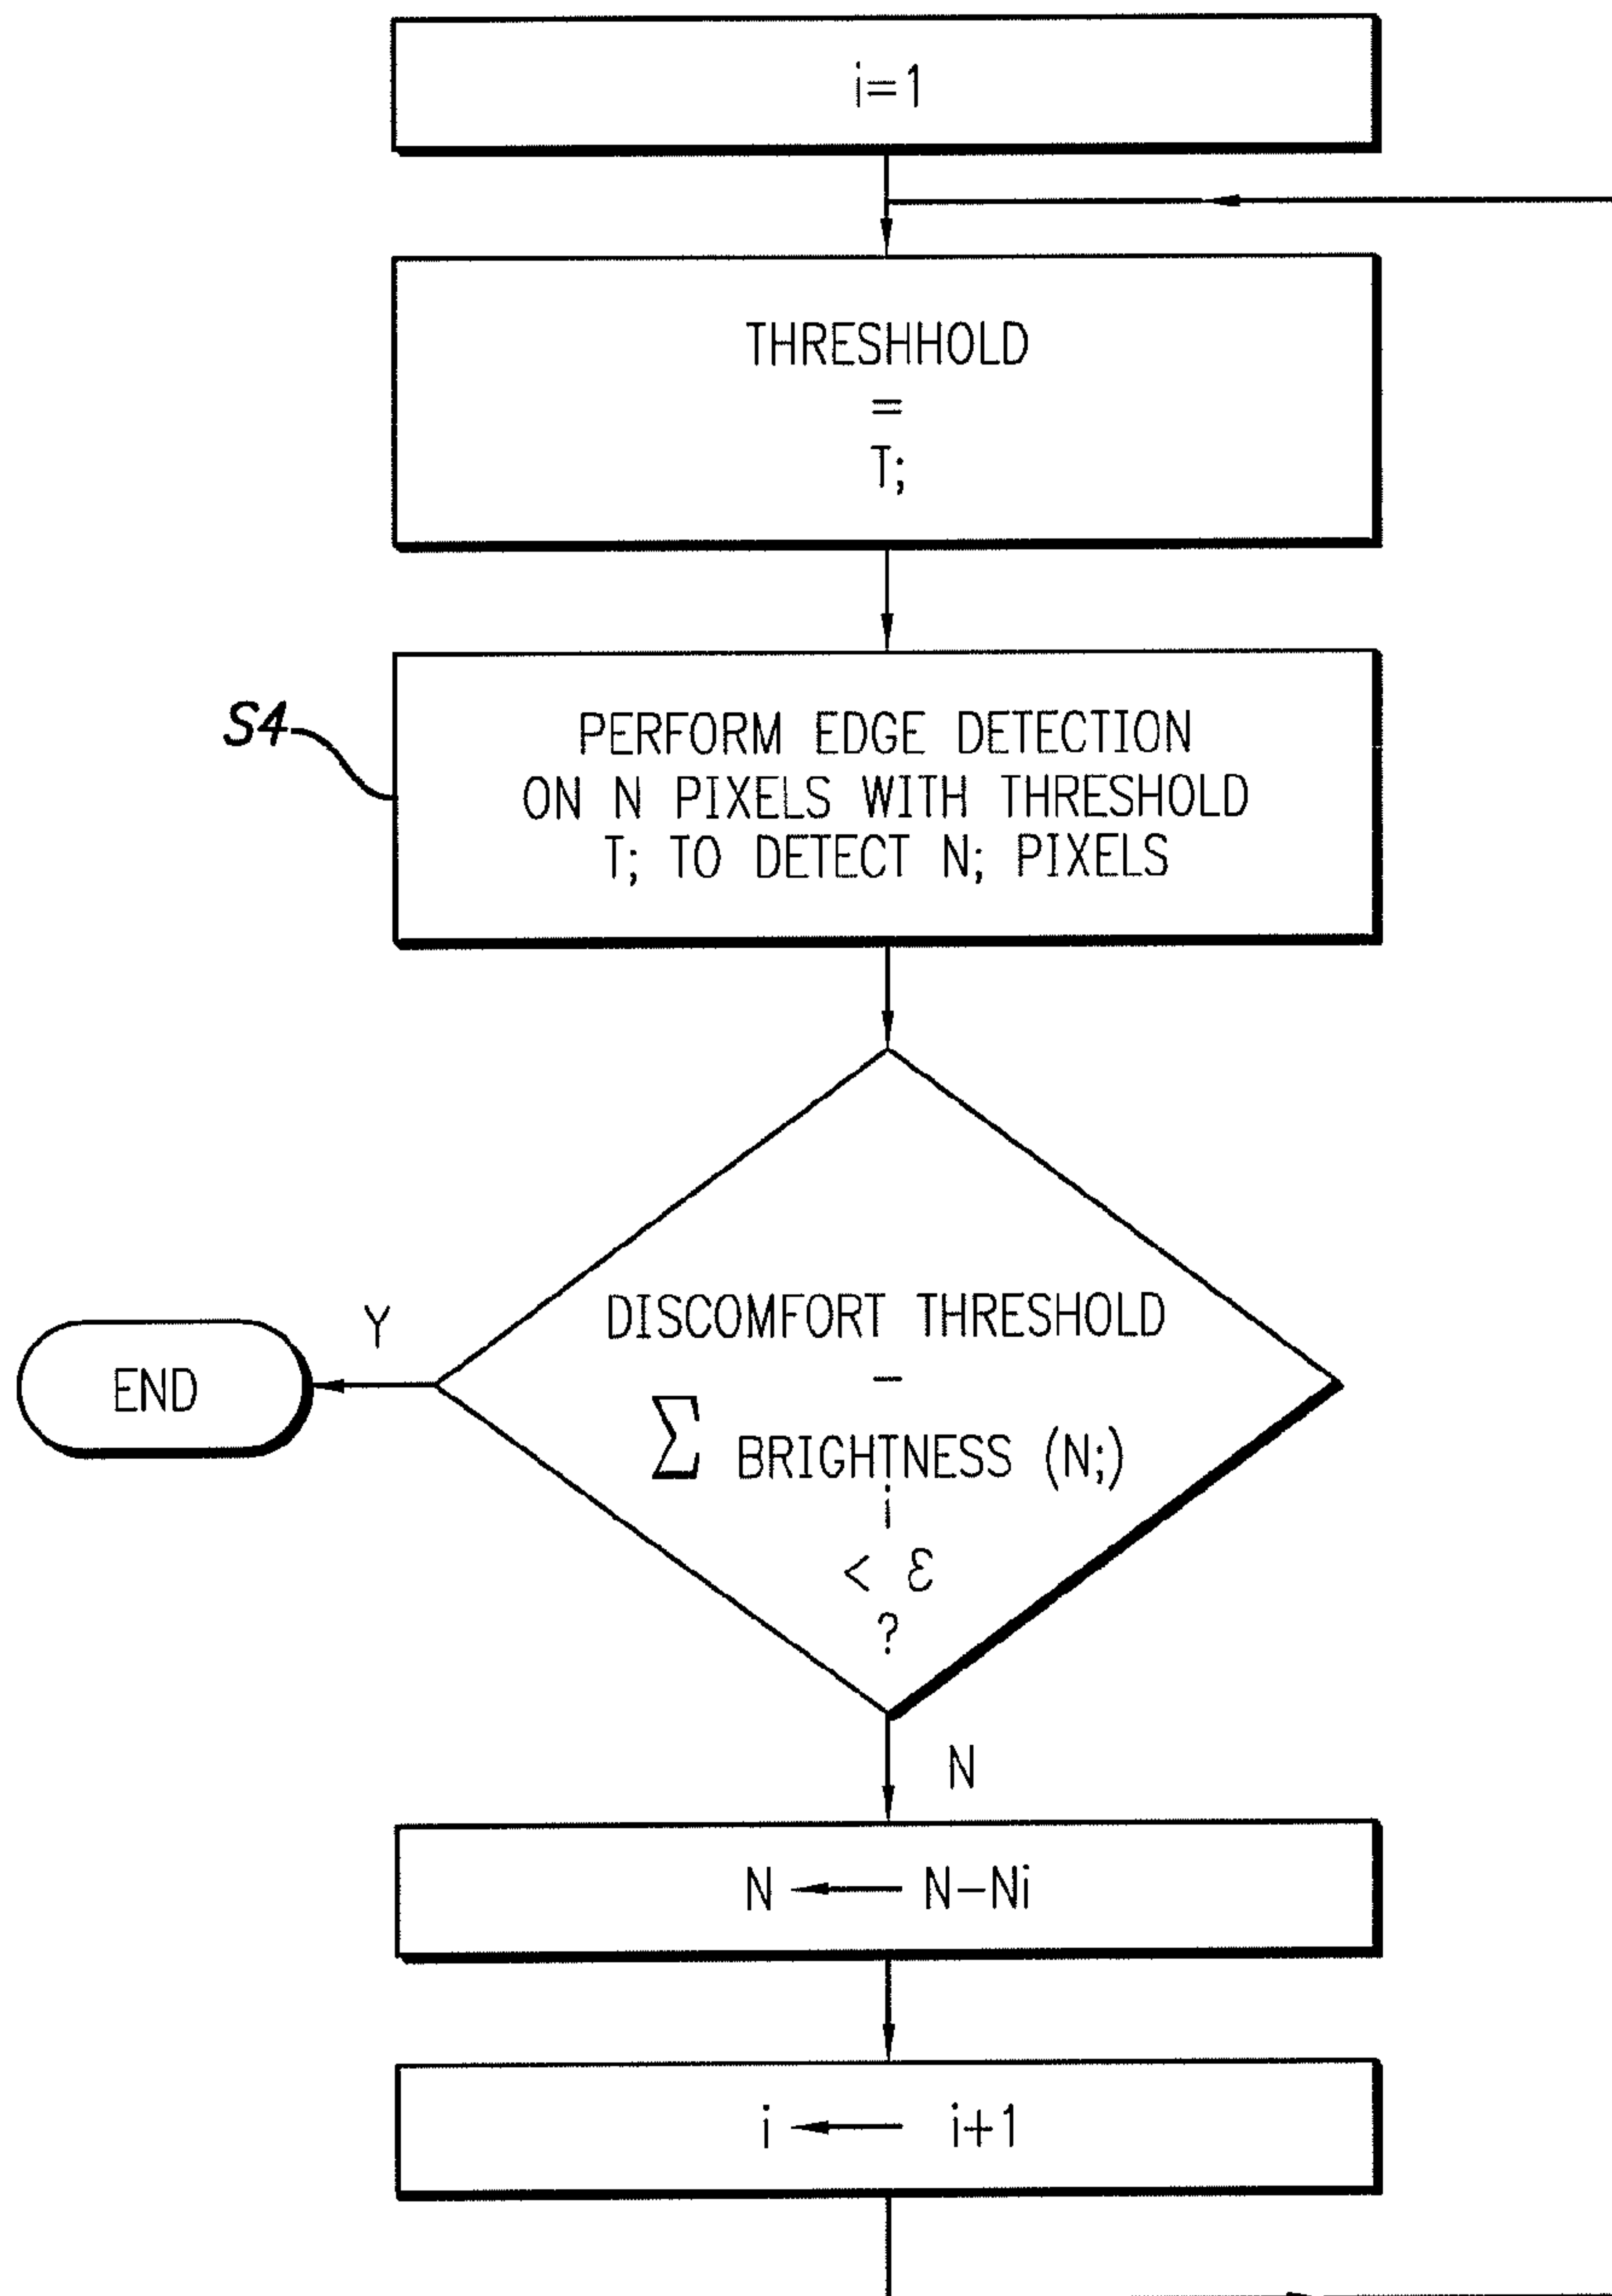 i=1
THRESHHOLD
=
T;
S4
PERFORM EDGE DETECTION
ON N PIXELS WITH THRESHOLD
T; TO DETECT N; PIXELS
DISCOMFORT THRESHOLD
-
Σ BRIGHTNESS (N;)
i
< ε
?
Y
END
N
N ← N-Ni
i ← i+1